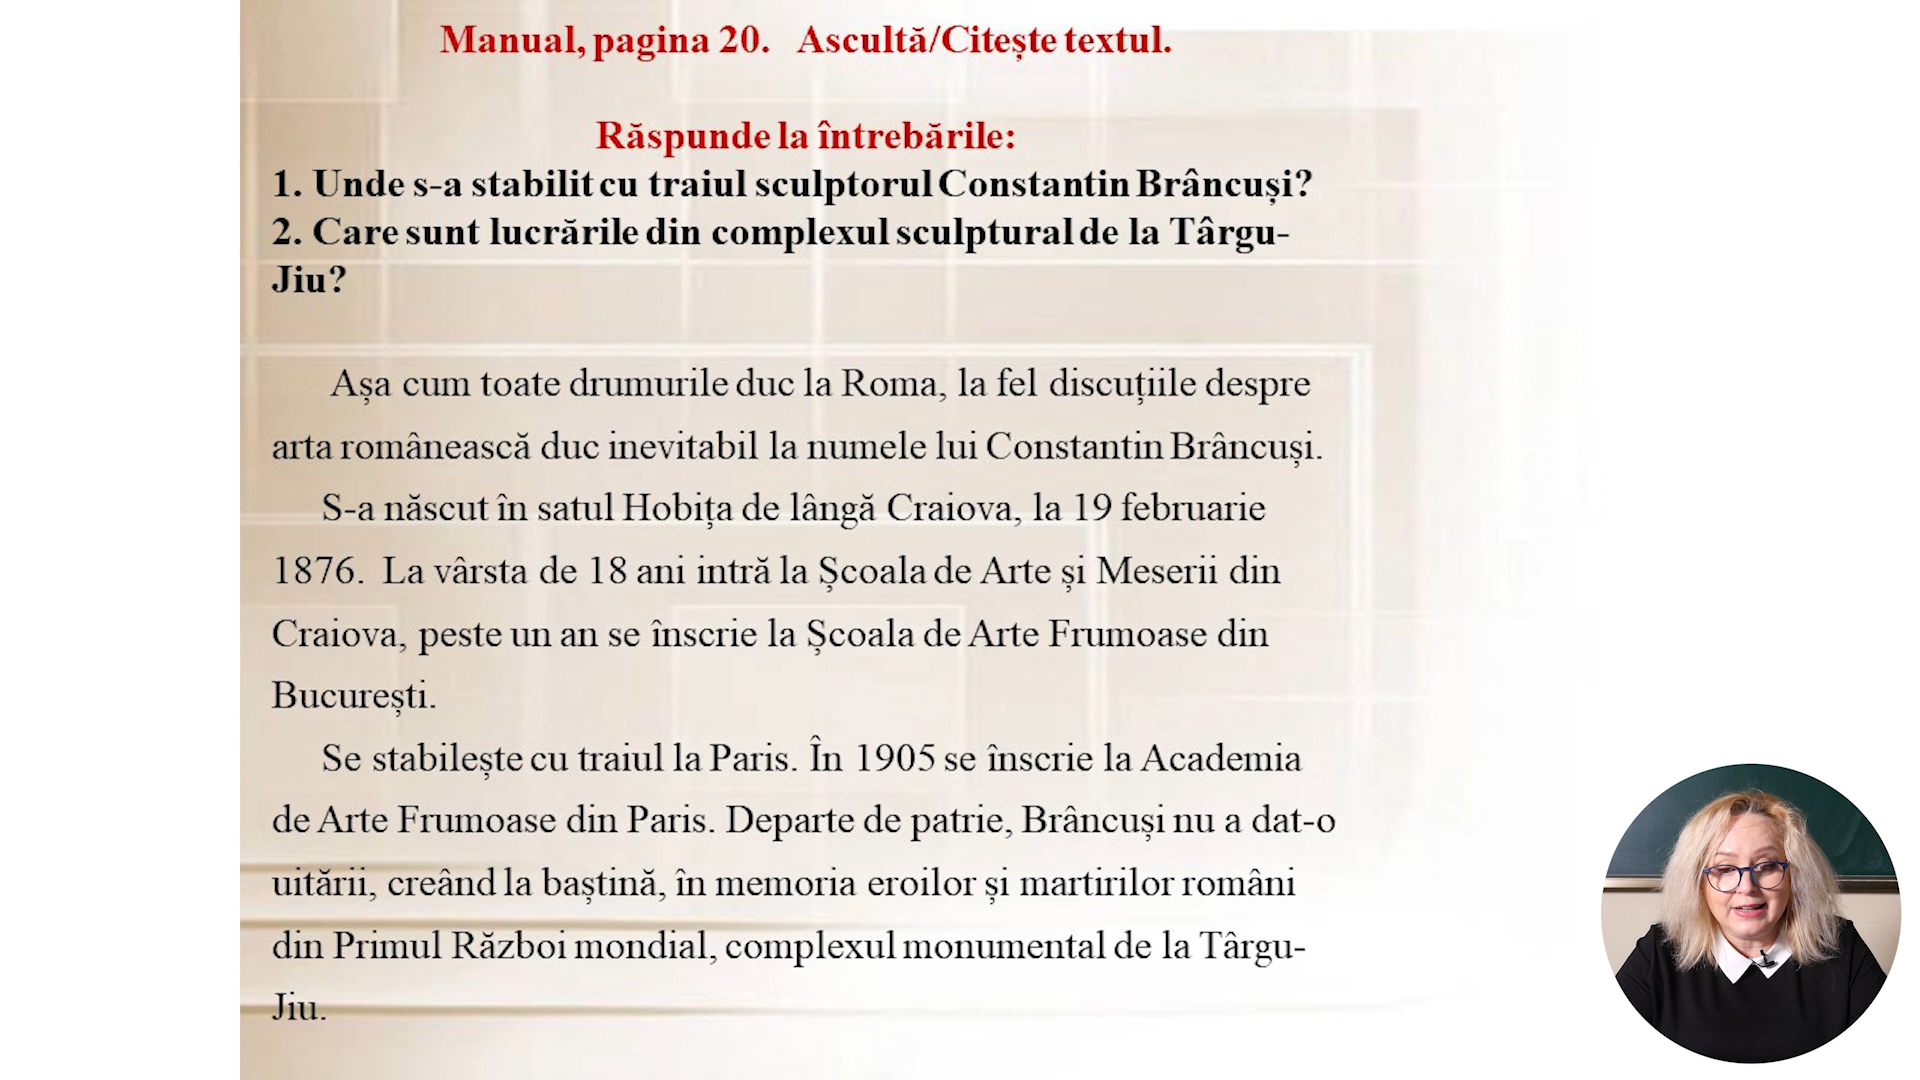 Manual, pagina 20. Ascultă/Citește textul.
Răspunde la întrebările:
1. Unde s-a stabilit cu traiul sculptorul Constantin Brâncuși?
2. Care sunt lucrările din complexul sculptural de la Târgu-
Jiu?
Așa cum toate drumurile duc la Roma, la fel discuțiile despre
arta românească duc inevitabil la numele lui Constantin Brâncuși.
S-a născut în satul Hobița de lângă Craiova, la 19 februarie
1876. La vârsta de 18 ani intră la Școala de Arte și Meserii din
Craiova, peste un an se înscrie la Școala de Arte Frumoase din
București.
Se stabilește cu traiul la Paris. În 1905 se înscrie la Academia
de Arte Frumoase din Paris. Departe de patrie, Brâncuși nu a dat-o
uitării, creând la baștină, în memoria eroilor și martirilor români
din Primul Război mondial, complexul monumental de la Târgu-
Jiu.